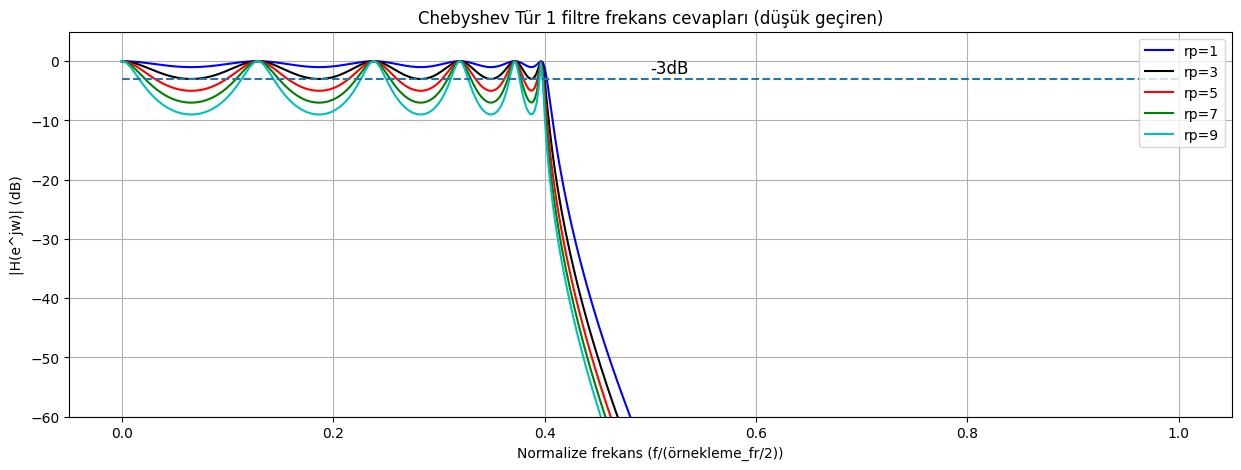 Chebyshev Tür 1 filtre frekans cevapları (düşük geçiren)
|H(e^jw)| (dB)
0
−10
−20
−30
−40
−50
−60
-3dB
rp=1
rp=3
rp=5
rp=7
rp=9
0.0
0.2
0.4
0.6
0.8
1.0
Normalize frekans (f/(örnekleme_fr/2))